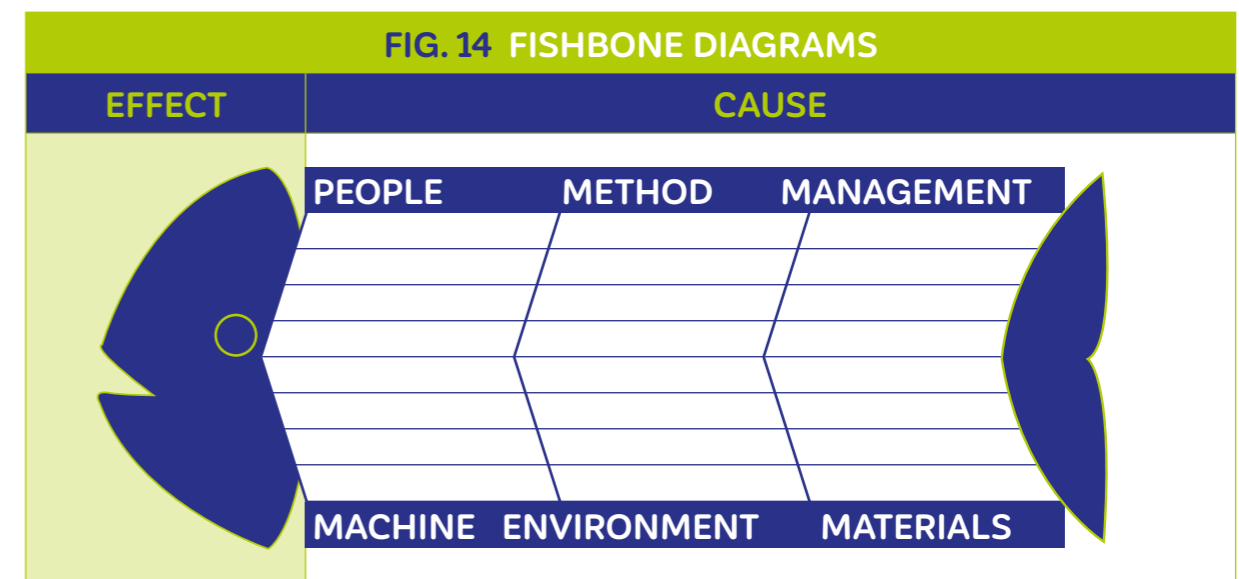 FIG. 14 FISHBONE DIAGRAMS
EFFECT CAUSE
PEOPLE METHOD MANAGEMENT
MACHINE ENVIRONMENT MATERIALS